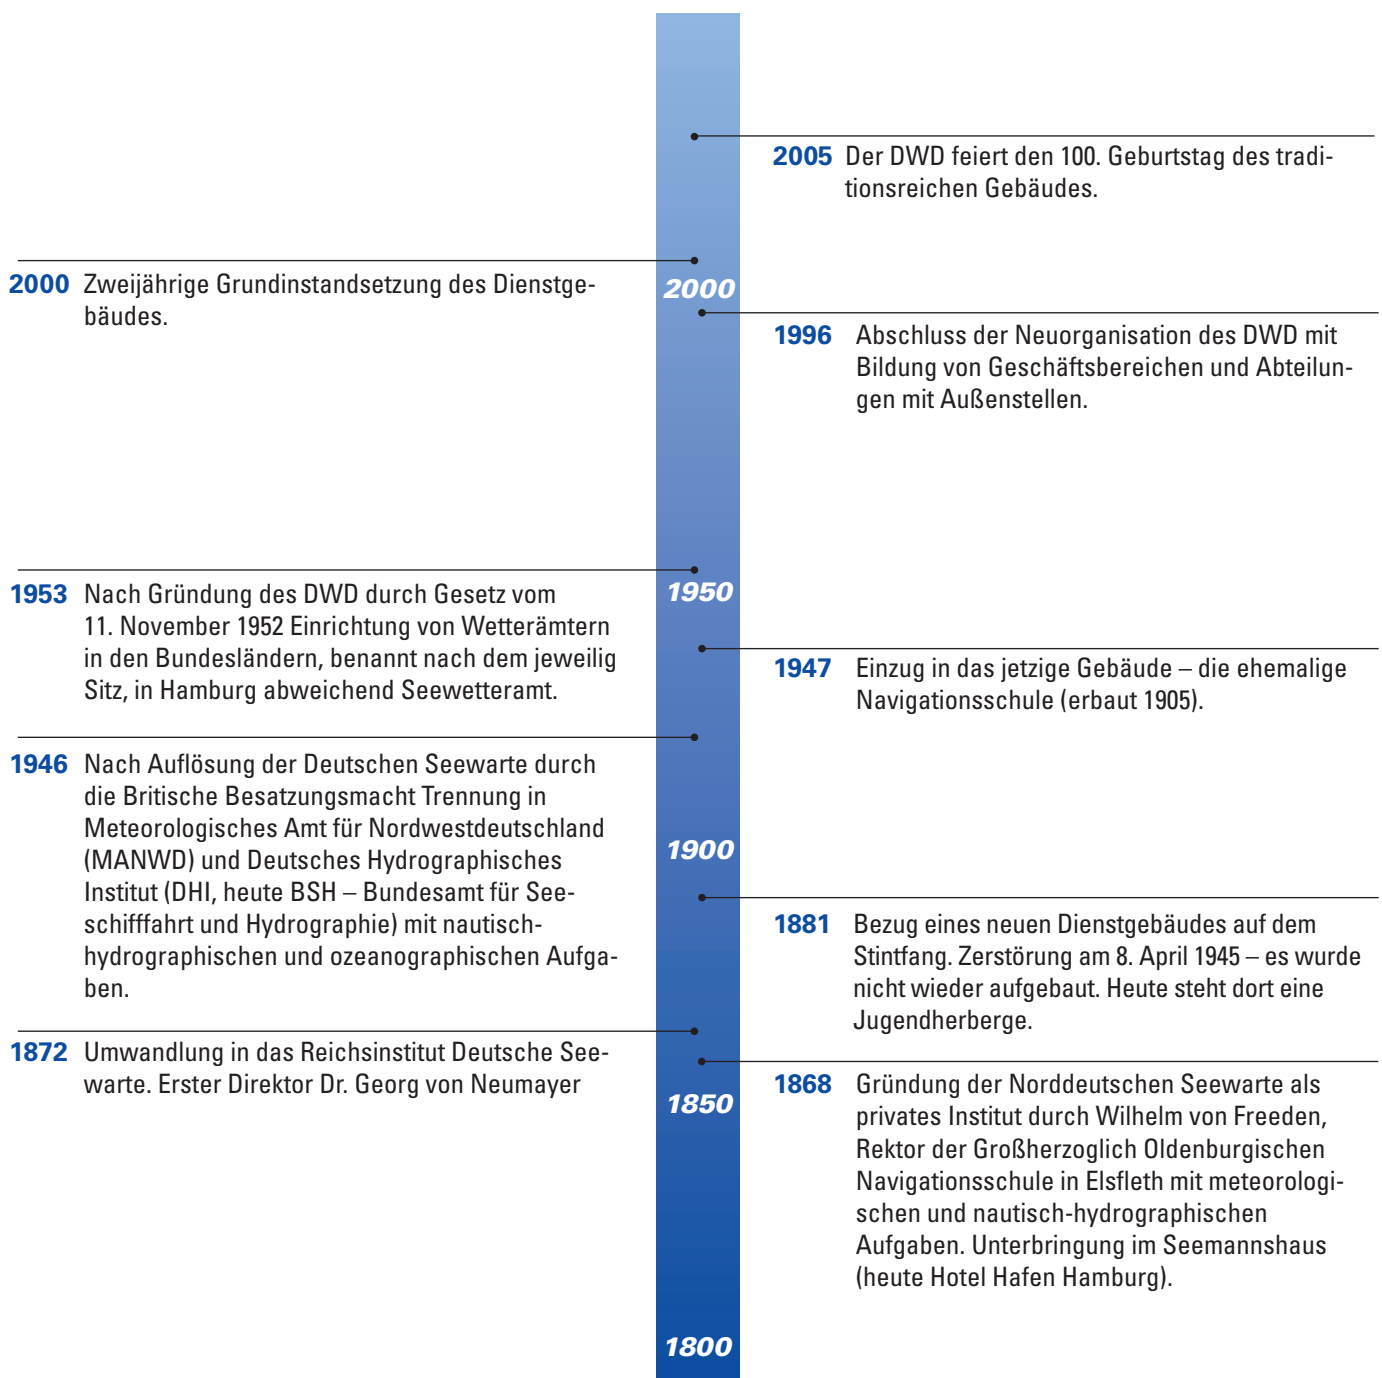 2005 Der DWD feiert den 100. Geburtstag des tradi-
tionsreichen Gebäudes.
2000 Zweijährige Grundinstandsetzung des Dienstge-
bäudes.
2000
1996 Abschluss der Neuorganisation des DWD mit
Bildung von Geschäftsbereichen und Abteilun-
gen mit Außenstellen.
1953 Nach Gründung des DWD durch Gesetz vom
11. November 1952 Einrichtung von Wetterämtern
in den Bundesländern, benannt nach dem jeweilig
Sitz, in Hamburg abweichend Seewetteramt.
1950
1947 Einzug in das jetzige Gebäude – die ehemalige
Navigationsschule (erbaut 1905).
1946 Nach Auflösung der Deutschen Seewarte durch
die Britische Besatzungsmacht Trennung in
Meteorologisches Amt für Nordwestdeutschland
(MANWD) und Deutsches Hydrographisches
Institut (DHI, heute BSH – Bundesamt für See-
schifffahrt und Hydrographie) mit nautisch-
hydrographischen und ozeanographischen Aufga-
ben.
1900
1881 Bezug eines neuen Dienstgebäudes auf dem
Stintfang. Zerstörung am 8. April 1945 – es wurde
nicht wieder aufgebaut. Heute steht dort eine
Jugendherberge.
1872 Umwandlung in das Reichsinstitut Deutsche See-
warte. Erster Direktor Dr. Georg von Neumayer
1850
1868 Gründung der Norddeutschen Seewarte als
privates Institut durch Wilhelm von Freeden,
Rektor der Großherzoglich Oldenburgischen
Navigationsschule in Elsfleth mit meteorologi-
schen und nautisch-hydrographischen
Aufgaben. Unterbringung im Seemannshaus
(heute Hotel Hafen Hamburg).
1800